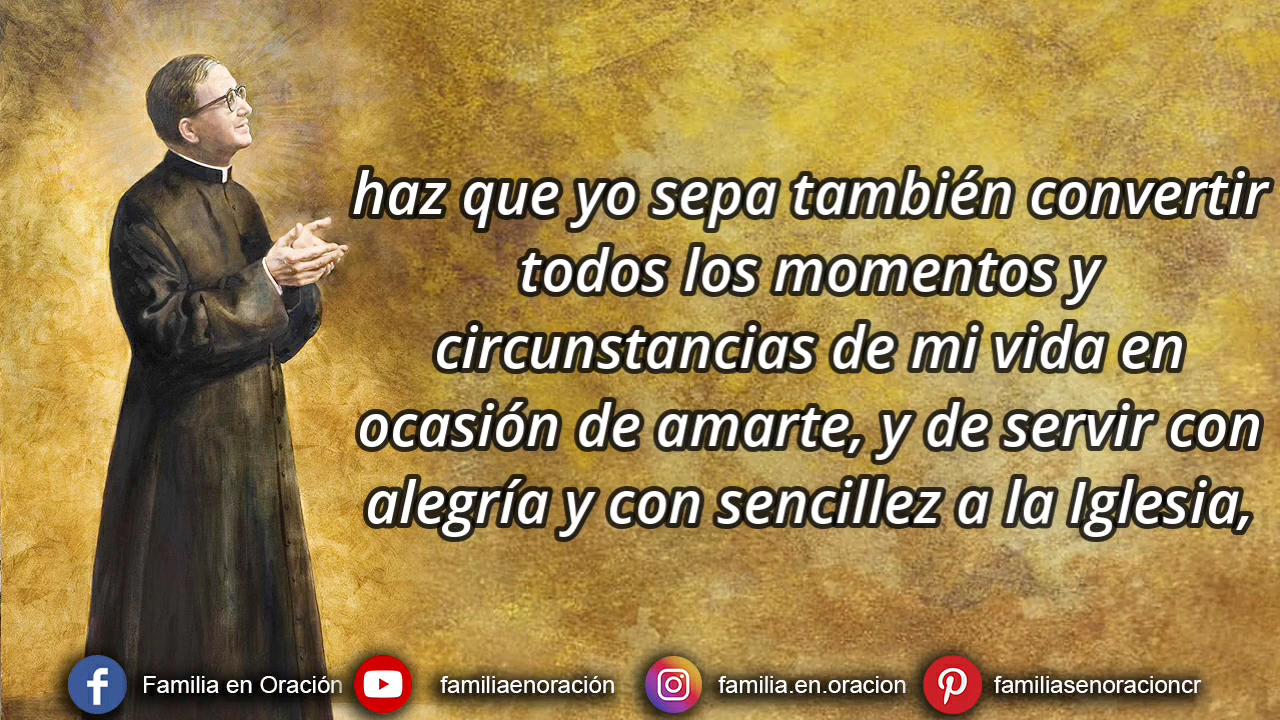 haz que yo sepa también convertir
todos los momentos y
circunstancias de mi vida en
ocasión de amarte, y de servir con
alegría y con sencillez a la Iglesia,
Familia en Oración familiaenoración familia.en.oracion familiasenoracioncr